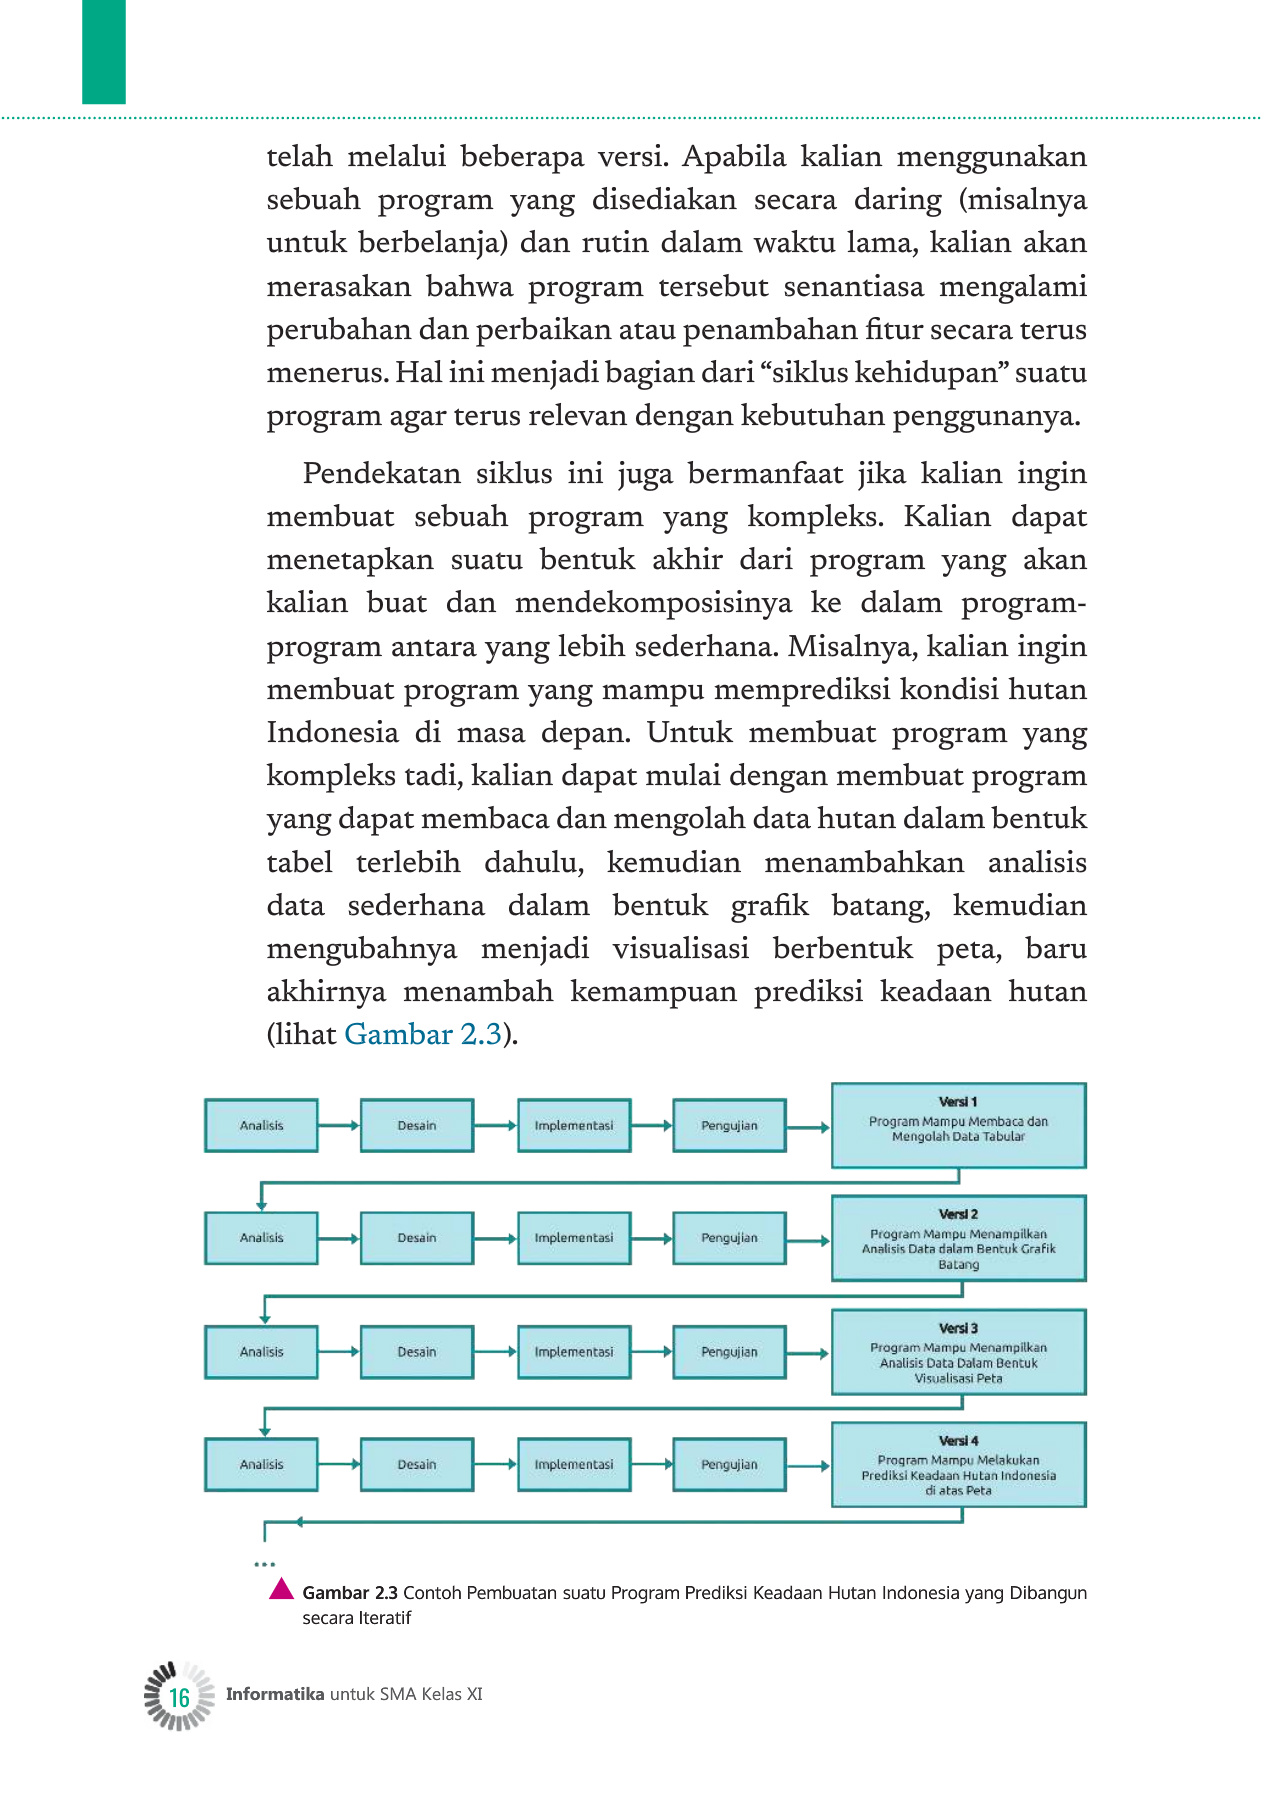 telah melalui beberapa versi. Apabila kalian menggunakan
sebuah program yang disediakan secara daring (misalnya
untuk berbelanja) dan rutin dalam waktu lama, kalian akan
merasakan bahwa program tersebut senantiasa mengalami
perubahan dan perbaikan atau penambahan fitur secara terus
menerus. Hal ini menjadi bagian dari “siklus kehidupan” suatu
program agar terus relevan dengan kebutuhan penggunanya.
Pendekatan siklus ini juga bermanfaat jika kalian ingin
membuat sebuah program yang kompleks. Kalian dapat
menetapkan suatu bentuk akhir dari program yang akan
kalian buat dan mendekomposisinya ke dalam program-
program antara yang lebih sederhana. Misalnya, kalian ingin
membuat program yang mampu memprediksi kondisi hutan
Indonesia di masa depan. Untuk membuat program yang
kompleks tadi, kalian dapat mulai dengan membuat program
yang dapat membaca dan mengolah data hutan dalam bentuk
tabel terlebih dahulu, kemudian menambahkan analisis
data sederhana dalam bentuk grafik batang, kemudian
mengubahnya menjadi visualisasi berbentuk peta, baru
akhirnya menambah kemampuan prediksi keadaan hutan
(lihat Gambar 2.3).
Analisis
Desain
Implementasi
Pengujian
Versi 1
Program Mampu Membaca dan
Mengolah Data Tabular
Analisis
Desain
Implementasi
Pengujian
Versi 2
Program Mampu Menampilkan
Analisis Data dalam Bentuk Grafik
Batang
Analisis
Desain
Implementasi
Pengujian
Versi 3
Program Mampu Menampilkan
Analisis Data Dalam Bentuk
Visualisasi Peta
Analisis
Desain
Implementasi
Pengujian
Versi 4
Program Mampu Melakukan
Prediksi Keadaan Hutan Indonesia
di atas Peta
...
Gambar 2.3 Contoh Pembuatan suatu Program Prediksi Keadaan Hutan Indonesia yang Dibangun
secara Iteratif
16
Informatika untuk SMA Kelas XI